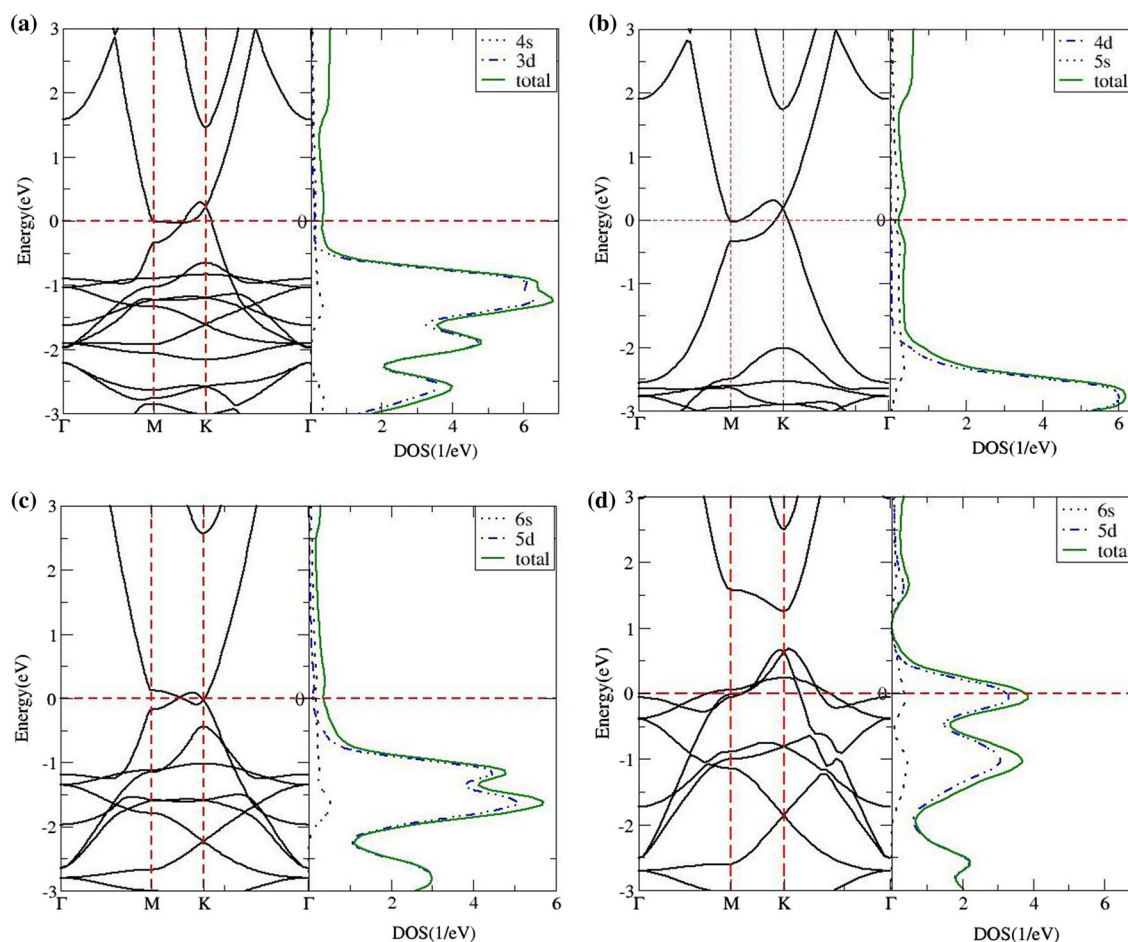 (a)
3
2
1
0
-1
-2
-3
Energy(eV)
Γ
M
K
Γ
0
4s
3d
total
2
4
6
DOS(1/eV)
(b)
3
2
1
0
-1
-2
-3
Energy(eV)
Γ
M
K
Γ
0
4d
5s
total
2
4
6
DOS(1/eV)
(c)
3
2
1
0
-1
-2
-3
Energy(eV)
Γ
M
K
Γ
0
6s
5d
total
2
4
6
DOS(1/eV)
(d)
3
2
1
0
-1
-2
-3
Energy(eV)
Γ
M
K
Γ
0
6s
5d
total
2
4
6
DOS(1/eV)